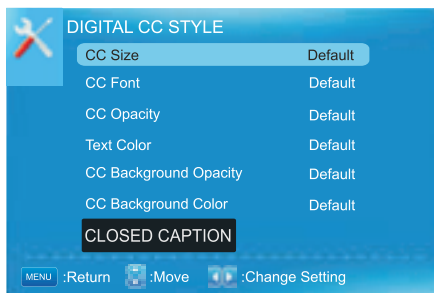 DIGITAL CC STYLE
CC Size Default
CC Font Default
CC Opacity Default
Text Color Default
CC Background Opacity Default
CC Background Color Default
CLOSED CAPTION
MENU :Return :Move :Change Setting